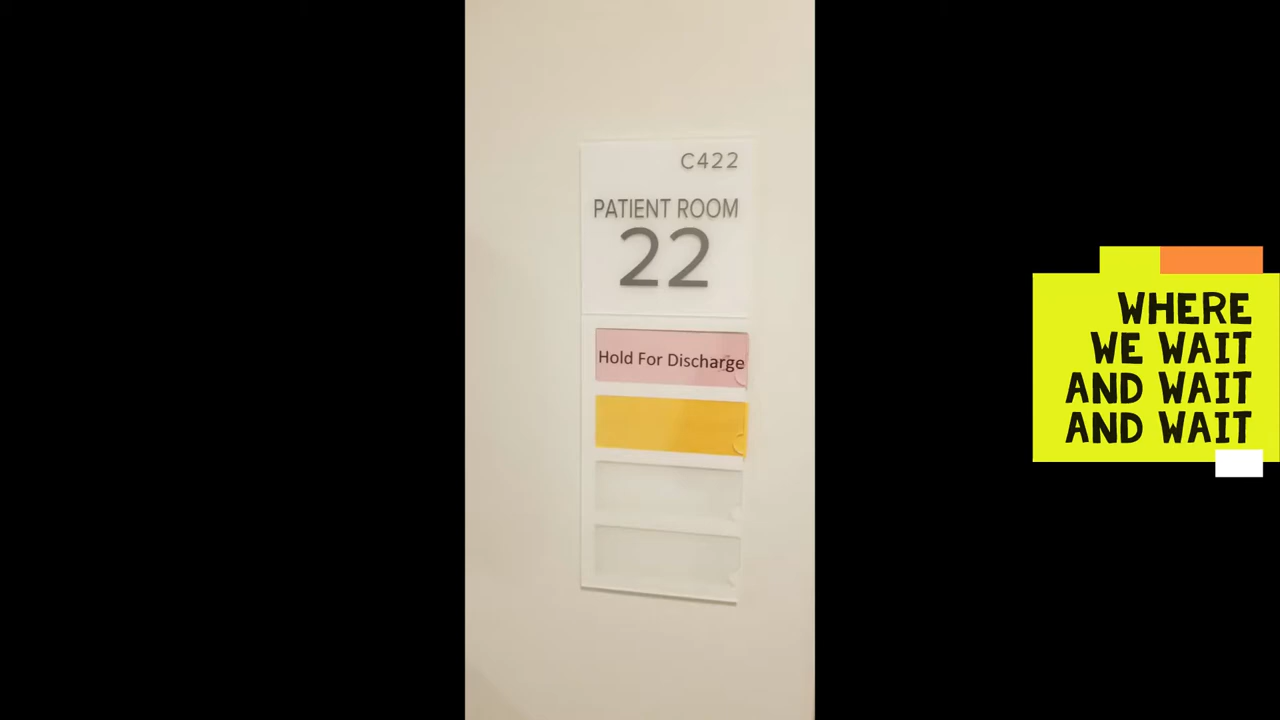 C422
PATIENT ROOM
22
Hold For Discharge
WHERE
WE WAIT
AND WAIT
AND WAIT